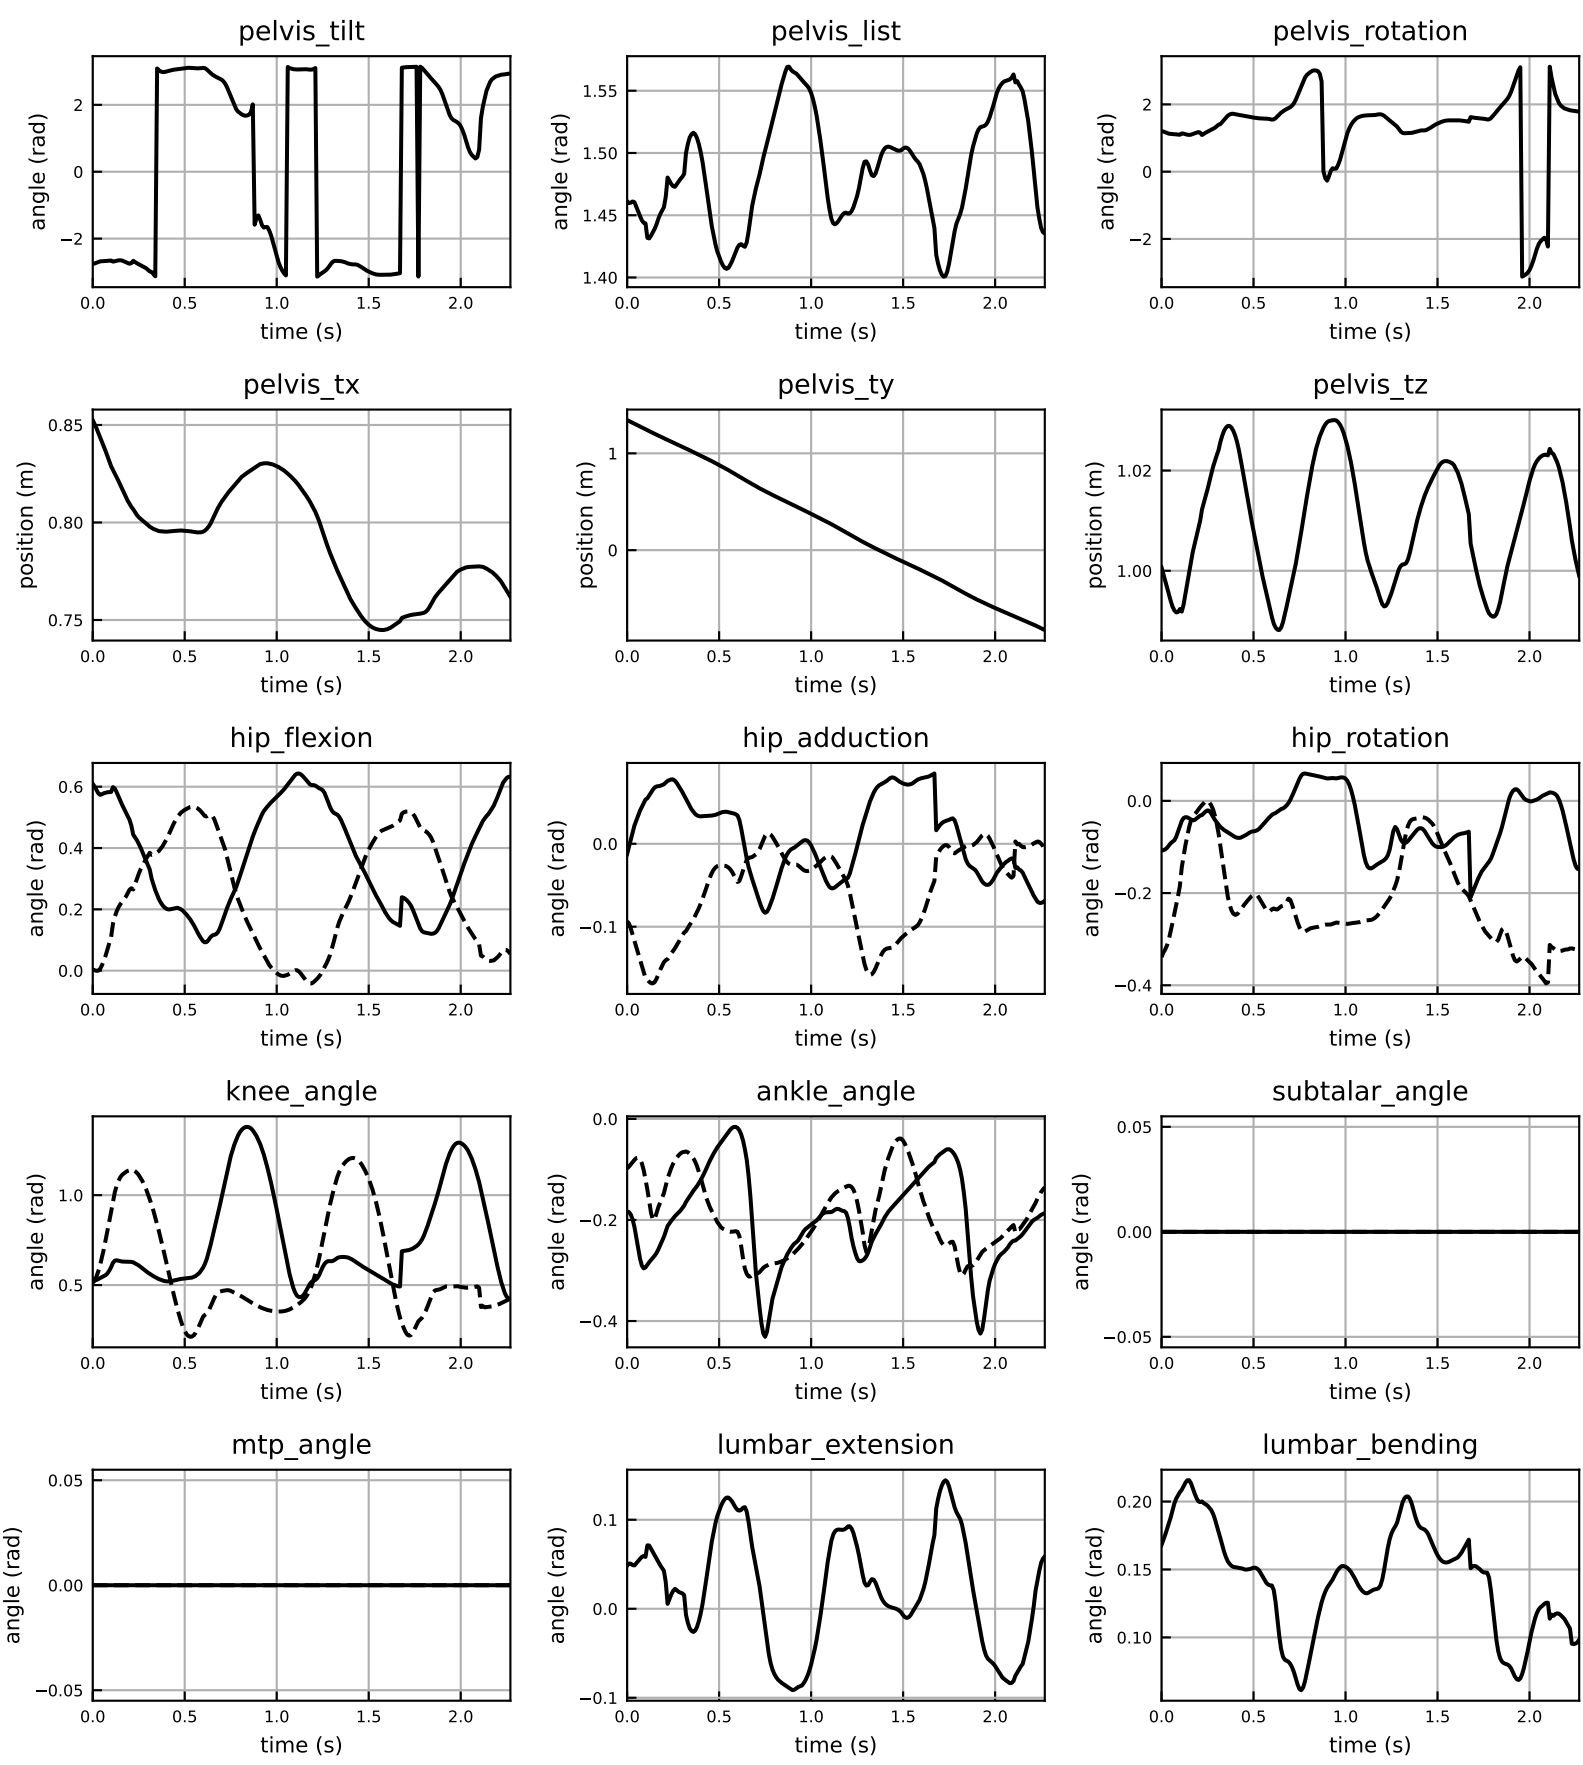 pelvis_tilt
pelvis_list
pelvis_rotation
angle (rad)
2
0
−2
0.0 0.5 1.0 1.5 2.0
time (s)
angle (rad)
1.55
1.50
1.45
1.40
0.0 0.5 1.0 1.5 2.0
time (s)
angle (rad)
2
0
−2
0.0 0.5 1.0 1.5 2.0
time (s)
pelvis_tx
pelvis_ty
pelvis_tz
position (m)
0.85
0.80
0.75
0.0 0.5 1.0 1.5 2.0
time (s)
position (m)
1
0
0.0 0.5 1.0 1.5 2.0
time (s)
position (m)
1.02
1.00
0.0 0.5 1.0 1.5 2.0
time (s)
hip_flexion
hip_adduction
hip_rotation
angle (rad)
0.6
0.4
0.2
0.0
0.0 0.5 1.0 1.5 2.0
time (s)
angle (rad)
0.0
−0.1
0.0 0.5 1.0 1.5 2.0
time (s)
angle (rad)
0.0
−0.2
−0.4
0.0 0.5 1.0 1.5 2.0
time (s)
knee_angle
ankle_angle
subtalar_angle
angle (rad)
1.0
0.5
0.0 0.5 1.0 1.5 2.0
time (s)
angle (rad)
0.0
−0.2
−0.4
0.0 0.5 1.0 1.5 2.0
time (s)
angle (rad)
0.05
0.00
−0.05
0.0 0.5 1.0 1.5 2.0
time (s)
mtp_angle
lumbar_extension
lumbar_bending
angle (rad)
0.05
0.00
−0.05
0.0 0.5 1.0 1.5 2.0
time (s)
angle (rad)
0.1
0.0
−0.1
0.0 0.5 1.0 1.5 2.0
time (s)
angle (rad)
0.20
0.15
0.10
0.0 0.5 1.0 1.5 2.0
time (s)